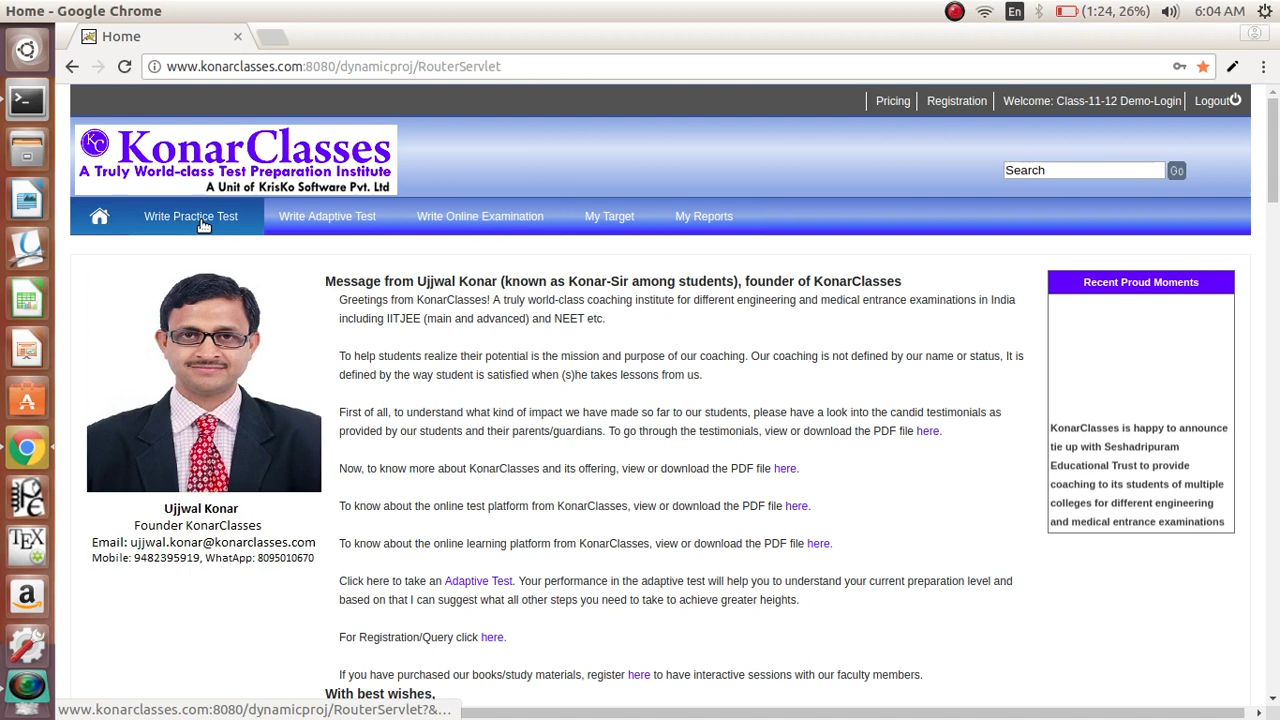 Home - Google Chrome
En
(1:24, 26%)
6:04 AM
Home
www.konarclasses.com:8080/dynamicproj/RouterServlet
Pricing
Registration
Welcome: Class-11-12 Demo-Login
Logout
KC
KonarClasses
A Truly World-class Test Preparation Institute
A Unit of KrisKo Software Pvt. Ltd
Search
Go
Write Practice Test
Write Adaptive Test
Write Online Examination
My Target
My Reports
Message from Ujjwal Konar (known as Konar-Sir among students), founder of KonarClasses
Greetings from KonarClasses! A truly world-class coaching institute for different engineering and medical entrance examinations in India
including IITJEE (main and advanced) and NEET etc.
To help students realize their potential is the mission and purpose of our coaching. Our coaching is not defined by our name or status, It is
defined by the way student is satisfied when (s)he takes lessons from us.
First of all, to understand what kind of impact we have made so far to our students, please have a look into the candid testimonials as
provided by our students and their parents/guardians. To go through the testimonials, view or download the PDF file here.
Now, to know more about KonarClasses and its offering, view or download the PDF file here.
To know about the online test platform from KonarClasses, view or download the PDF file here.
To know about the online learning platform from KonarClasses, view or download the PDF file here.
Click here to take an Adaptive Test. Your performance in the adaptive test will help you to understand your current preparation level and
based on that I can suggest what all other steps you need to take to achieve greater heights.
For Registration/Query click here.
If you have purchased our books/study materials, register here to have interactive sessions with our faculty members.
With best wishes,
Ujjwal Konar
Founder KonarClasses
Email: ujjwal.konar@konarclasses.com
Mobile: 9482395919, WhatApp: 8095010670
Recent Proud Moments
KonarClasses is happy to announce
tie up with Seshadripuram
Educational Trust to provide
coaching to its students of multiple
colleges for different engineering
and medical entrance examinations
TEX
www.konarclasses.com:8080/dynamicproj/RouterServlet?&...